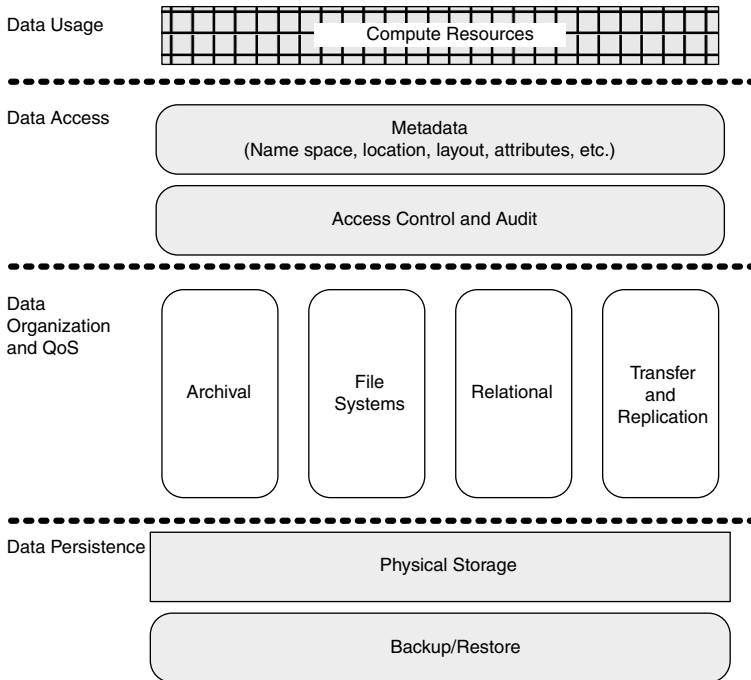 Data Usage
Compute Resources
Data Access
Metadata
(Name space, location, layout, attributes, etc.)
Access Control and Audit
Data
Organization
and QoS
Archival
File
Systems
Relational
Transfer
and
Replication
Data Persistence
Physical Storage
Backup/Restore